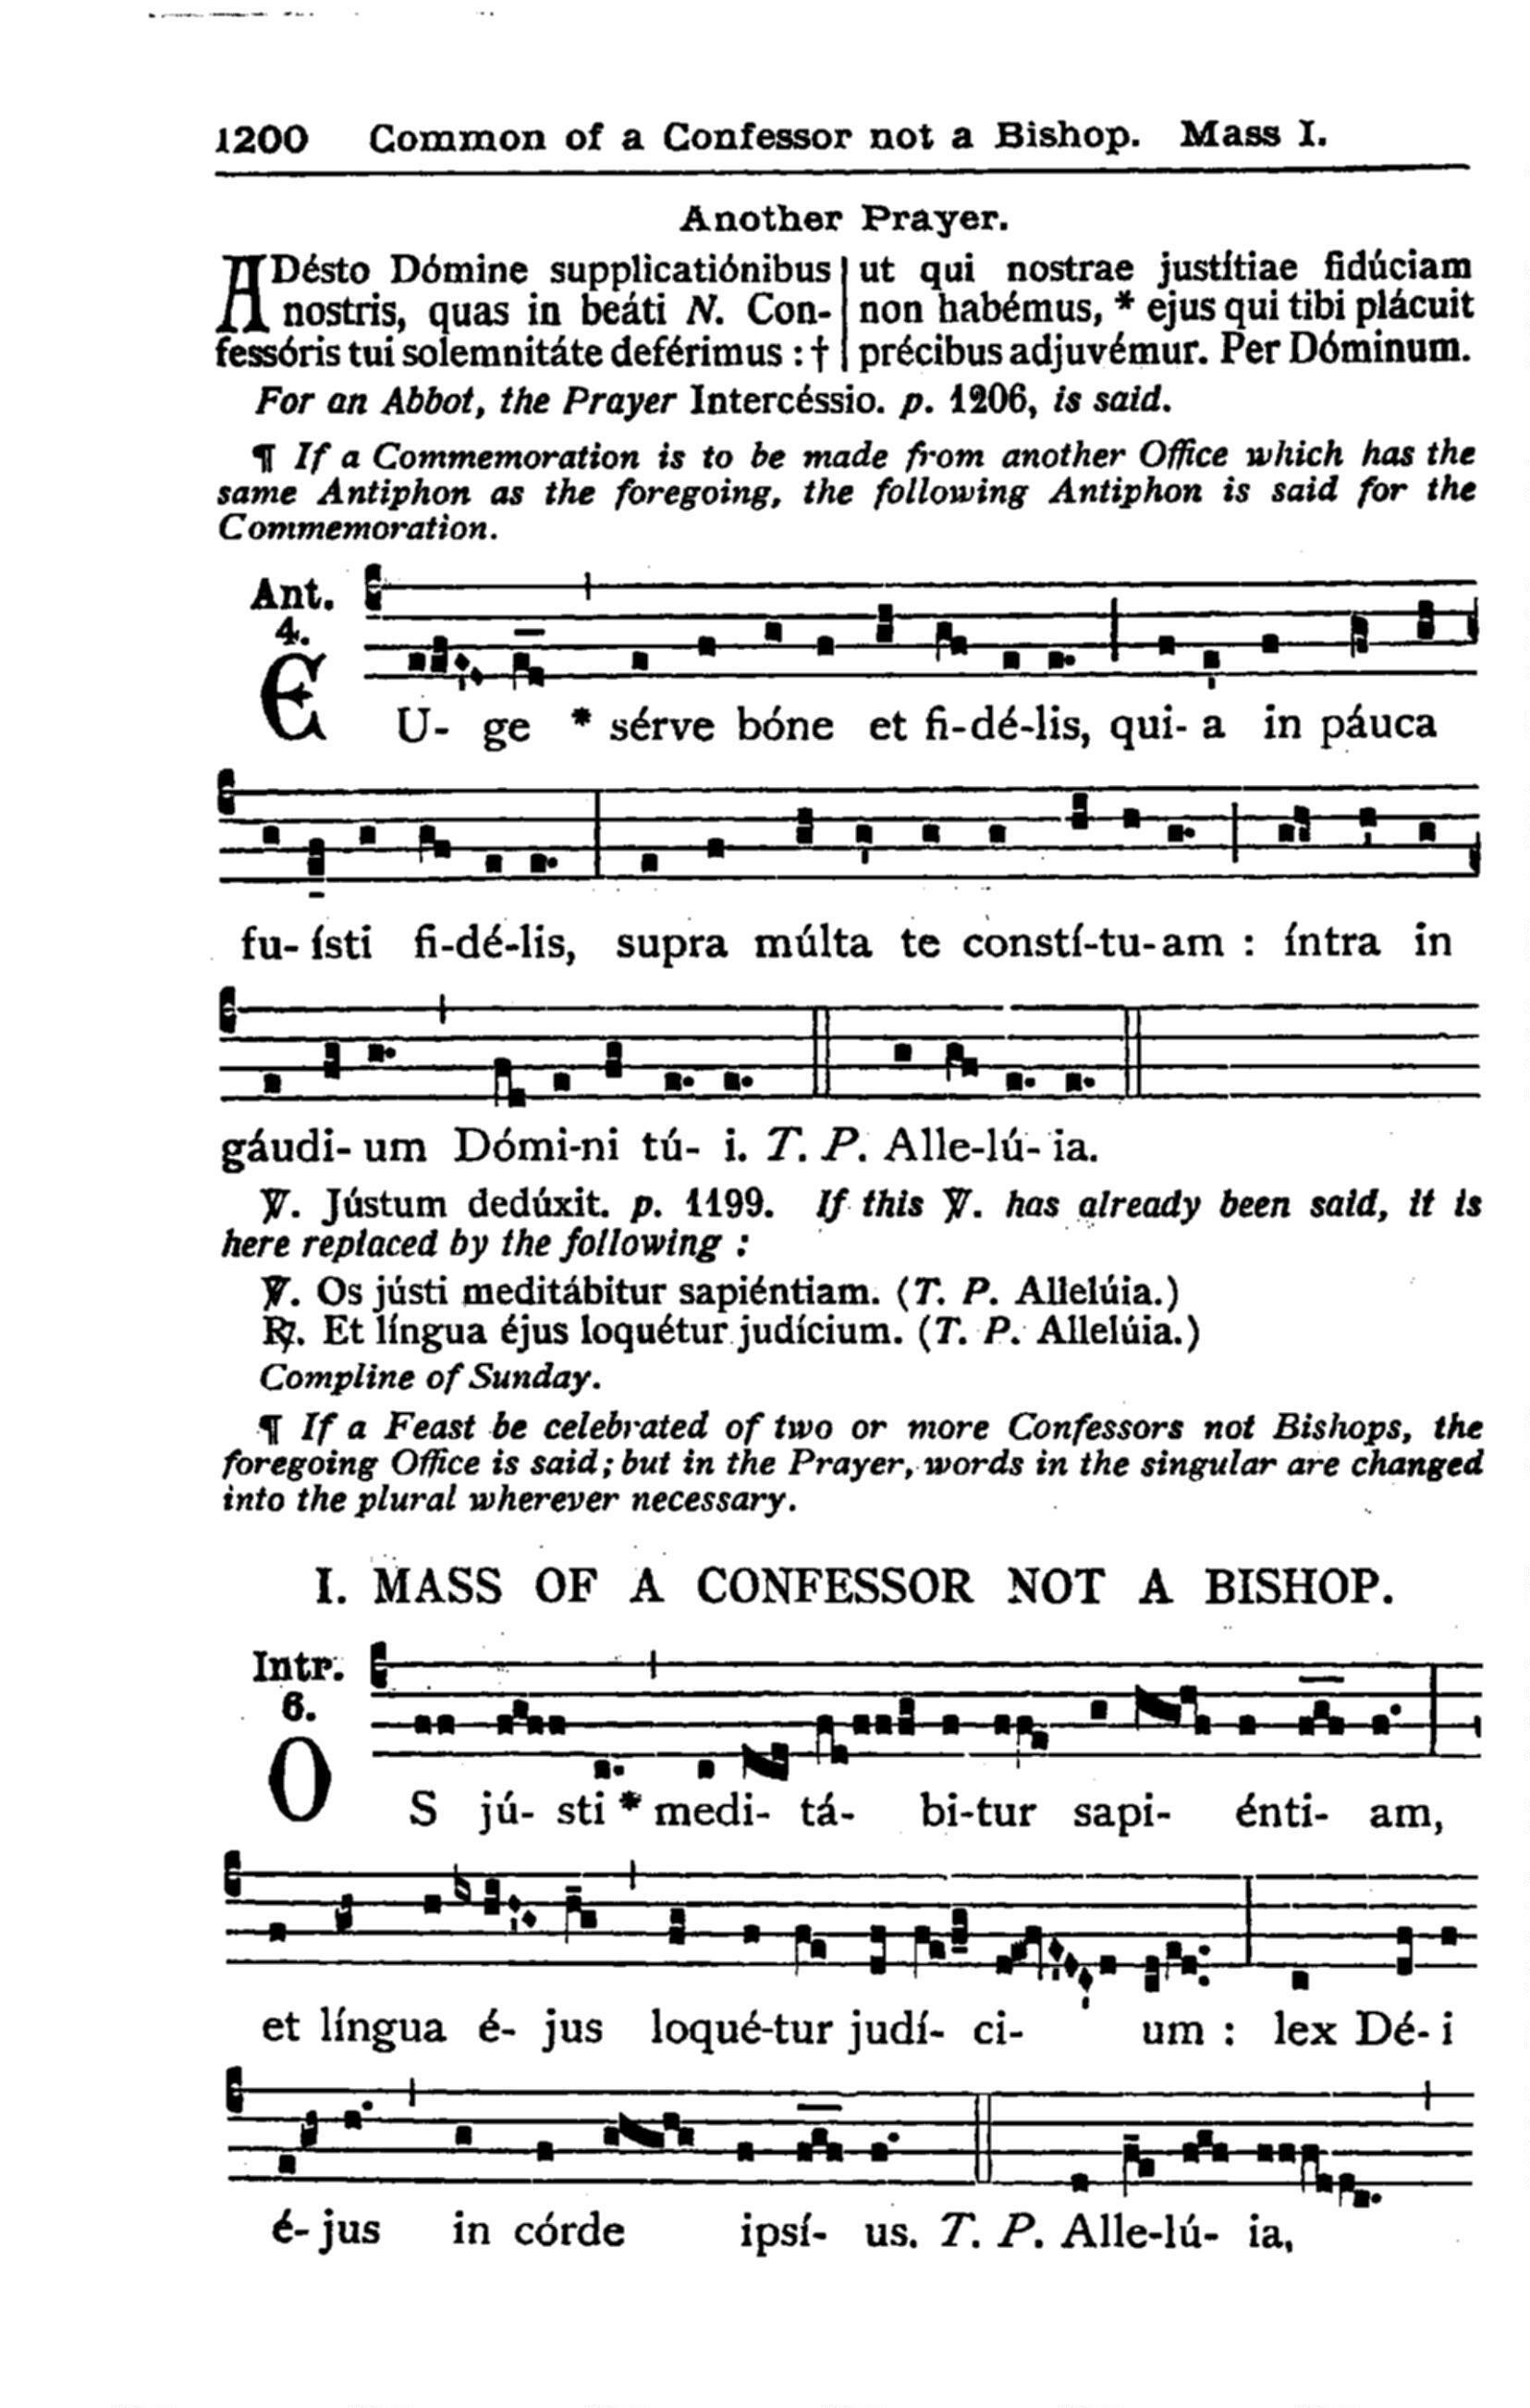 1200 Common of a Confessor not a Bishop. Mass I.
Another Prayer.
ADésto Dómine supplicatiónibus
nostris, quas in beáti N. Con-
fessóris tui solemnitáte deférimus : †
ut qui nostrae justítiae fidúciam
non habémus, * ejus qui tibi plácuit
précibus adjuvémur. Per Dóminum.
For an Abbot, the Prayer Intercéssio. p. 1206, is said.
¶ If a Commemoration is to be made from another Office which has the
same Antiphon as the foregoing, the following Antiphon is said for the
Commemoration.
Ant.
4.
EU- ge * sérve bóne et fi-dé-lis, qui- a in páuca
fu- ísti fi-dé-lis, supra múlta te constí-tu-am : íntra in
gáudi- um Dómi-ni tú- i. T. P. Alle-lú- ia.
℣. Jústum dedúxit. p. 1199. If this ℣. has already been said, it is
here replaced by the following :
℣. Os jústi meditábitur sapiéntiam. (T. P. Allelúia.)
℟. Et língua éjus loquétur judícium. (T. P. Allelúia.)
Compline of Sunday.
¶ If a Feast be celebrated of two or more Confessors not Bishops, the
foregoing Office is said; but in the Prayer, words in the singular are changed
into the plural wherever necessary.
I. MASS OF A CONFESSOR NOT A BISHOP.
Intr.
6.
OS jú- sti * medi- tá- bi-tur sapi- énti- am,
et língua é- jus loqué-tur judí- ci- um : lex Dé- i
é- jus in córde ipsí- us. T. P. Alle-lú- ia,